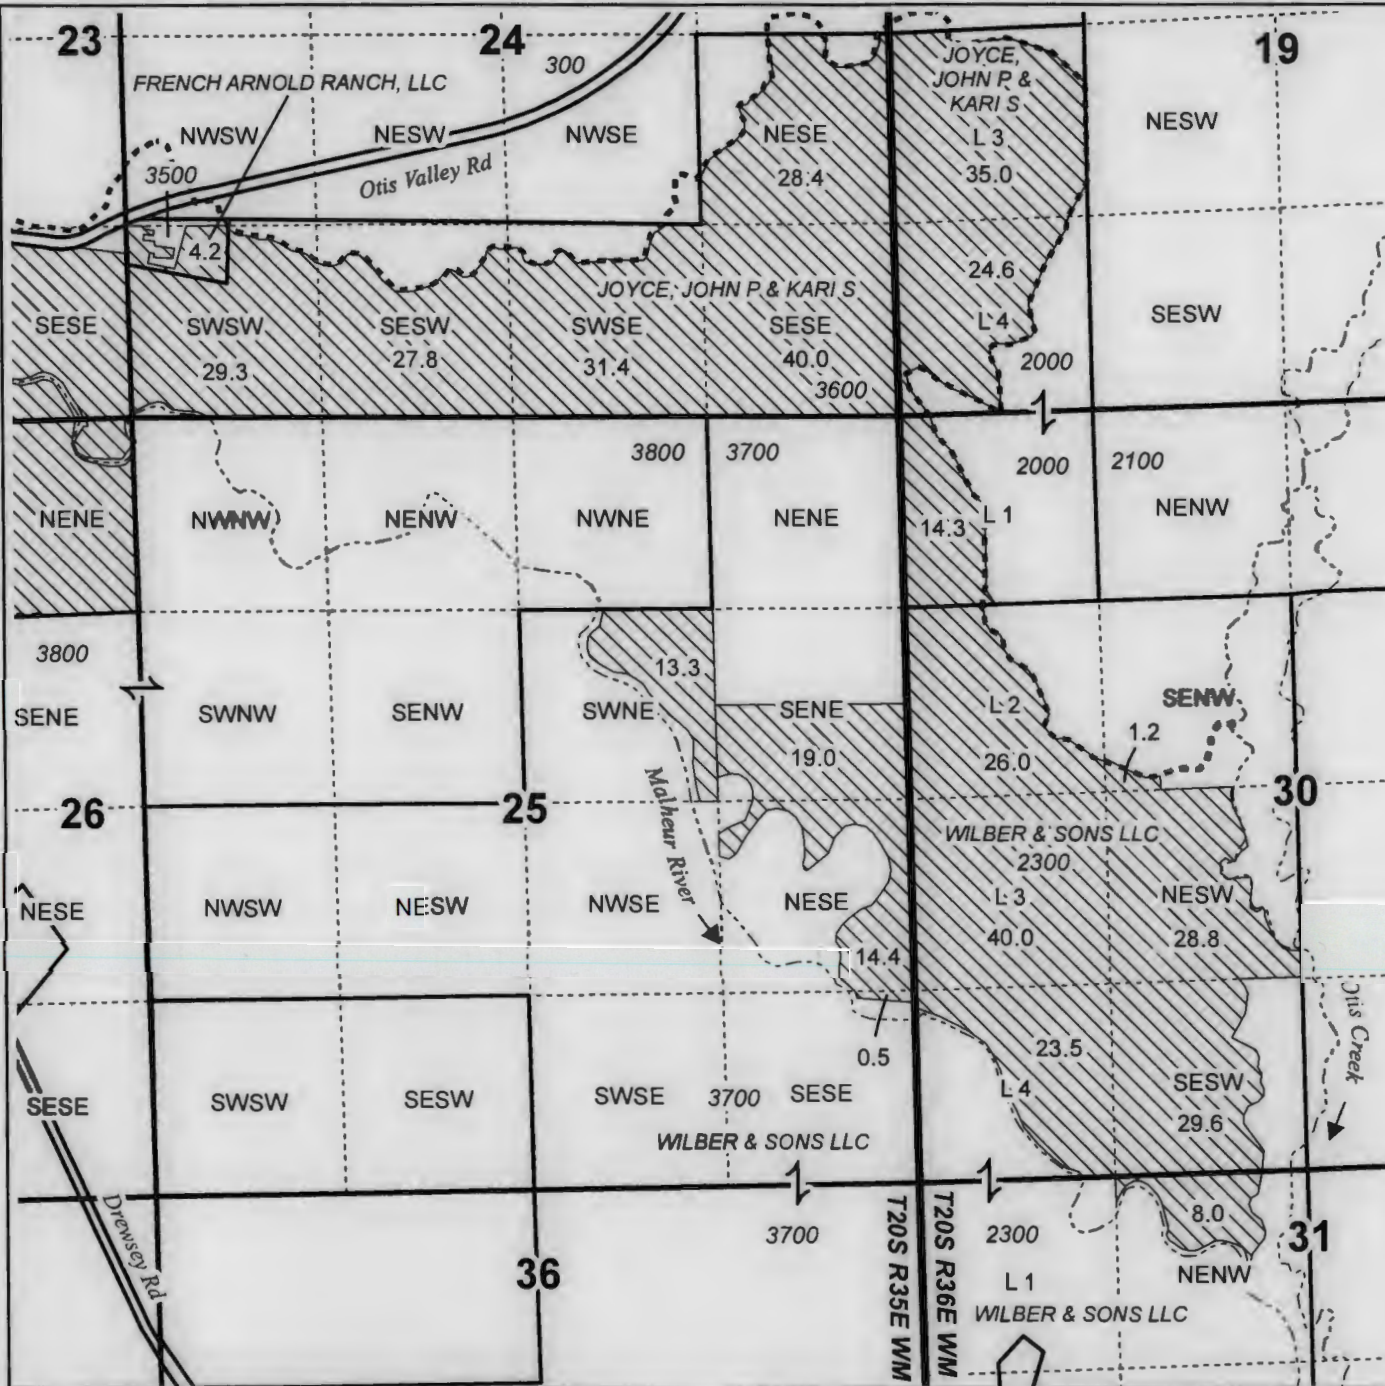 23
24
19
300
FRENCH ARNOLD RANCH, LLC
JOYCE,
JOHN P. &
KARI S
L 3
35.0
NWSW
NESW
NWSE
NESE
28.4
NESW
3500
Otis Valley Rd
4.2
24.6
L 4
JOYCE, JOHN P. & KARI S
SESE
SWSW
29.3
SESW
27.8
SWSE
31.4
SESE
40.0
3600
SESW
2000
3800
3700
2000
2100
NENE
NWNW
NENW
NWNE
NENE
14.3
L 1
NENW
3800
13.3
SENE
SWNW
SENW
SWNE
SENE
19.0
L 2
26.0
SENW
1.2
26
25
30
Malheur River
WILBER & SONS LLC
2300
NESE
NWSW
NESW
NWSE
NESE
14.4
L 3
40.0
NESW
28.8
0.5
23.5
L 4
Otis Creek
SESE
SWSW
SESW
SWSE
3700
SESE
SESW
29.6
WILBER & SONS LLC
8.0
Drewsey Rd
3700
T20S R35E WM
T20S R36E WM
2300
31
36
L 1
NENW
WILBER & SONS LLC